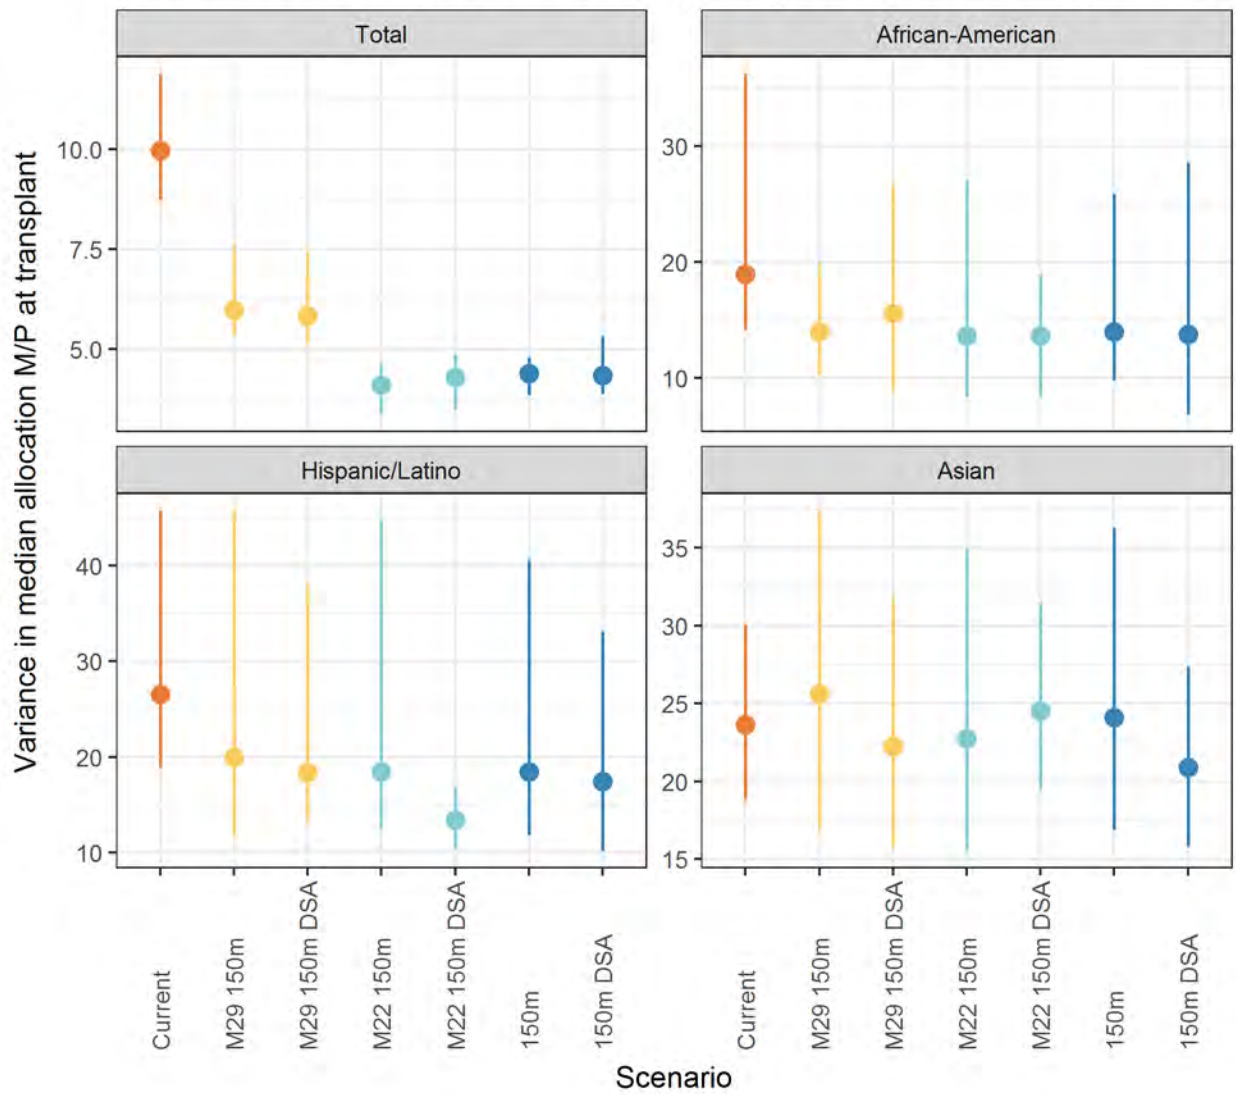 Total
African-American
10.0
7.5
5.0
30
20
10
Hispanic/Latino
Asian
40
30
20
10
35
30
25
20
15
Variance in median allocation M/P at transplant
Current
M29 150m
M29 150m DSA
M22 150m
M22 150m DSA
150m
150m DSA
Current
M29 150m
M29 150m DSA
M22 150m
M22 150m DSA
150m
150m DSA
Scenario